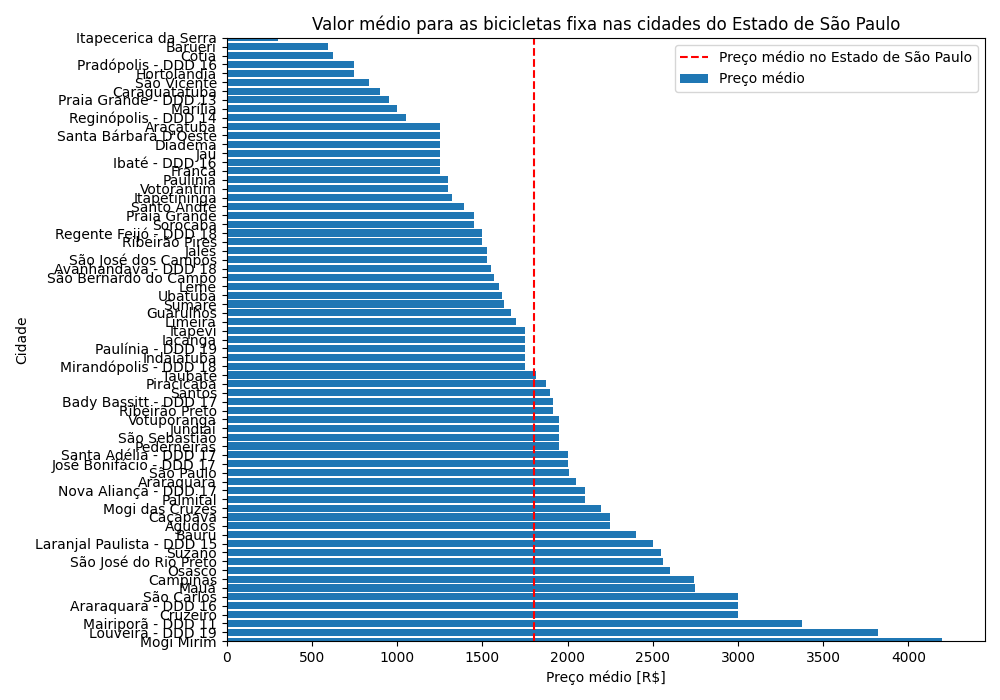 Valor médio para as bicicletas fixa nas cidades do Estado de São Paulo
Preço médio no Estado de São Paulo
Preço médio
Cidade
Itapecerica da Serra
Barueri
Cotia
Pradópolis - DDD 16
Hortolândia
São Vicente
Caraguatatuba
Praia Grande - DDD 13
Marília
Reginópolis - DDD 14
Araçatuba
Santa Bárbara D'Oeste
Diadema
Jaú
Ibaté - DDD 16
Franca
Paulínia
Votorantim
Itapetininga
Santo André
Praia Grande
Sorocaba
Regente Feijó - DDD 18
Ribeirão Pires
Jales
São José dos Campos
Avanhandava - DDD 18
São Bernardo do Campo
Leme
Ubatuba
Sumaré
Guarulhos
Limeira
Itapevi
Iacanga
Paulínia - DDD 19
Indaiatuba
Mirandópolis - DDD 18
Taubaté
Piracicaba
Santos
Bady Bassitt - DDD 17
Ribeirão Preto
Votuporanga
Jundiaí
São Sebastião
Pederneiras
Santa Adélia - DDD 17
José Bonifácio - DDD 17
São Paulo
Araraquara
Nova Aliança - DDD 17
Palmital
Mogi das Cruzes
Caçapava
Agudos
Bauru
Laranjal Paulista - DDD 15
Suzano
São José do Rio Preto
Osasco
Campinas
Mauá
São Carlos
Araraquara - DDD 16
Cruzeiro
Mairiporã - DDD 11
Louveira - DDD 19
Mogi Mirim
0 500 1000 1500 2000 2500 3000 3500 4000
Preço médio [R$]